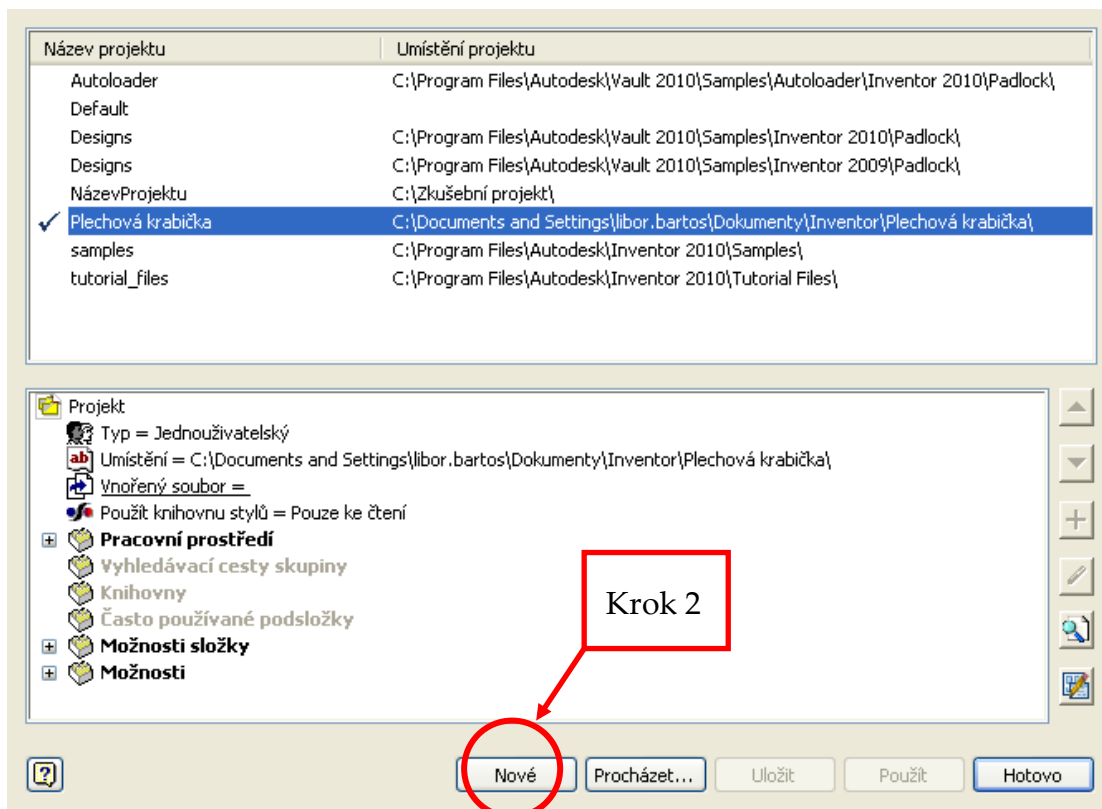 Název projektu Umístění projektu
Autoloader C:\Program Files\Autodesk\Vault 2010\Samples\Autoloader\Inventor 2010\Padlock\
Default
Designs C:\Program Files\Autodesk\Vault 2010\Samples\Inventor 2010\Padlock\
Designs C:\Program Files\Autodesk\Vault 2010\Samples\Inventor 2009\Padlock\
NázevProjektu C:\Zkušební projekt\
Plechová krabička C:\Documents and Settings\libor.bartos\Dokumenty\Inventor\Plechová krabička\
samples C:\Program Files\Autodesk\Inventor 2010\Samples\
tutorial_files C:\Program Files\Autodesk\Inventor 2010\Tutorial Files\
Projekt
Typ = Jednouživatelský
Umístění = C:\Documents and Settings\libor.bartos\Dokumenty\Inventor\Plechová krabička\
Vnořený soubor =
Použít knihovnu stylů = Pouze ke čtení
Pracovní prostředí
Vyhledávací cesty skupiny
Knihovny
Často používané podsložky
Možnosti složky
Možnosti
Krok 2
Nové Procházet... Uložit Použít Hotovo